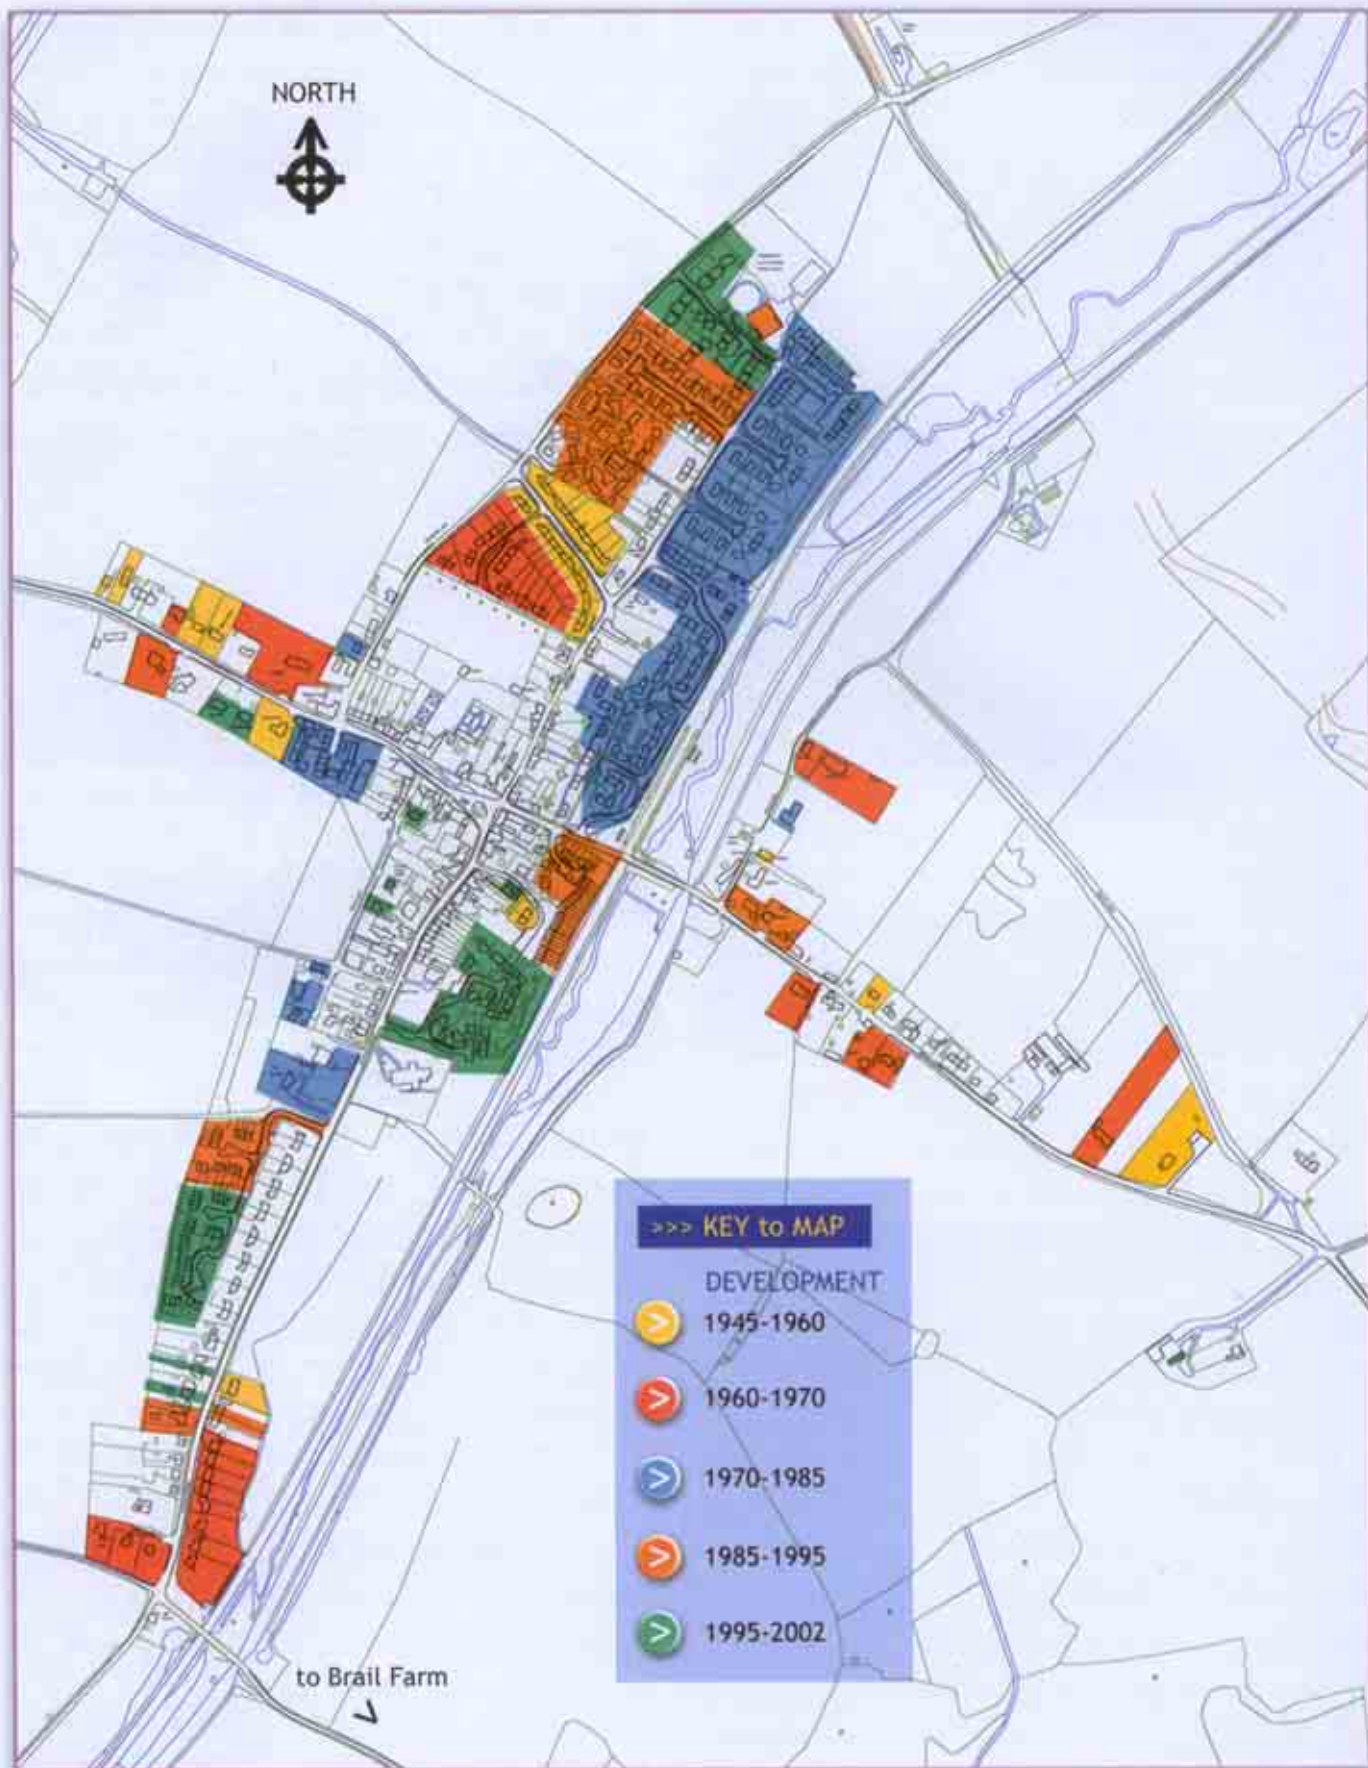 NORTH
>>> KEY to MAP
DEVELOPMENT
1945-1960
1960-1970
1970-1985
1985-1995
1995-2002
to Brail Farm